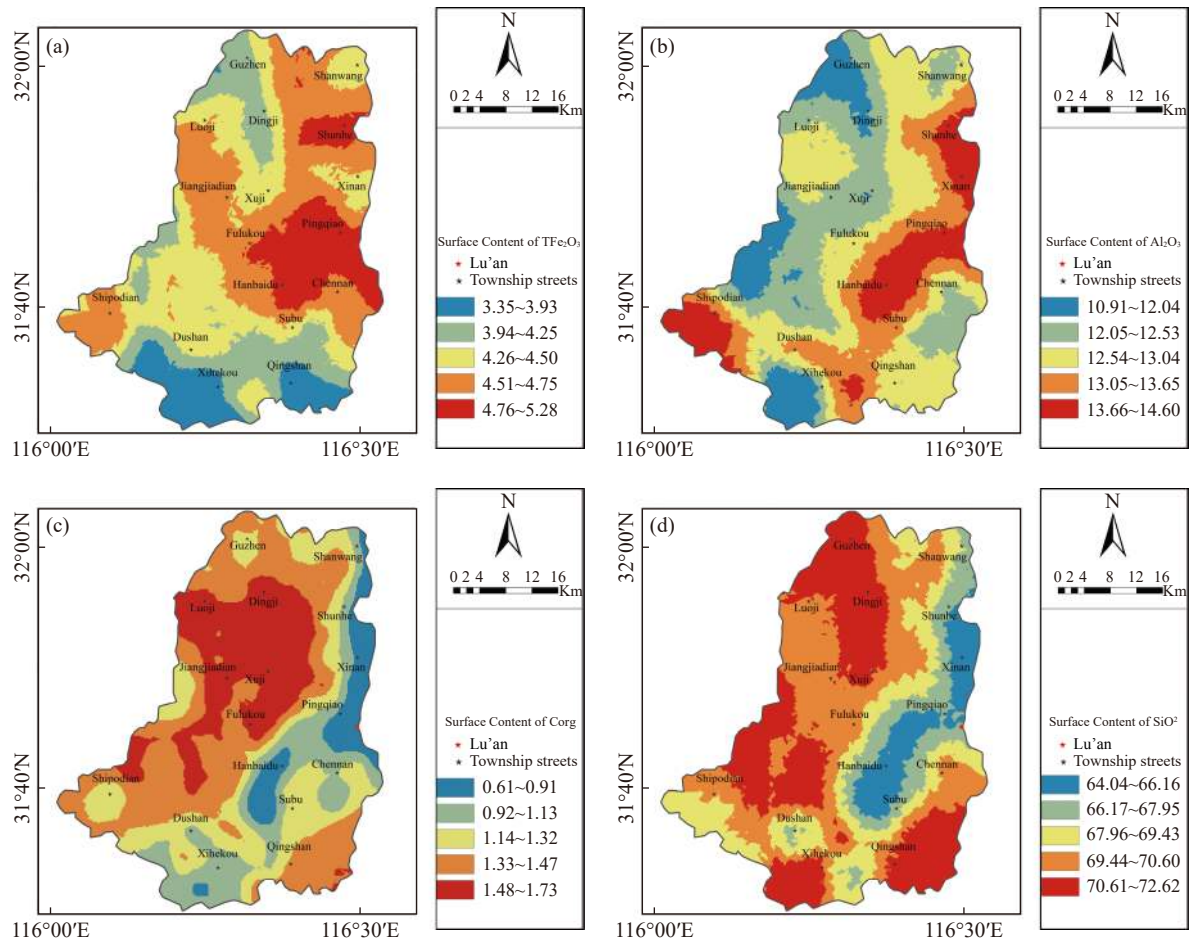 (a)
N
32°00′N
31°40′N
116°00′E
116°30′E
Guzhen
Shanwang
Luoji
Dingji
Shunhe
Jiangjiadian
Xuji
Xinan
Fulukou
Pingqiao
Hanbaidu
Chennan
Shipodian
Subu
Dushan
Xihekou
Qingshan
0 2 4 8 12 16
Km
Surface Content of TFe₂O₃
Lu'an
Township streets
3.35~3.93
3.94~4.25
4.26~4.50
4.51~4.75
4.76~5.28
(b)
N
32°00′N
31°40′N
116°00′E
116°30′E
Guzhen
Shanwang
Luoji
Dingji
Shunhe
Jiangjiadian
Xuji
Xinan
Fulukou
Pingqiao
Hanbaidu
Chennan
Shipodian
Subu
Dushan
Xihekou
Qingshan
0 2 4 8 12 16
Km
Surface Content of Al₂O₃
Lu'an
Township streets
10.91~12.04
12.05~12.53
12.54~13.04
13.05~13.65
13.66~14.60
(c)
N
32°00′N
31°40′N
116°00′E
116°30′E
Guzhen
Shanwang
Luoji
Dingji
Shunhe
Jiangjiadian
Xuji
Xinan
Fulukou
Pingqiao
Hanbaidu
Chennan
Shipodian
Subu
Dushan
Xihekou
Qingshan
0 2 4 8 12 16
Km
Surface Content of Corg
Lu'an
Township streets
0.61~0.91
0.92~1.13
1.14~1.32
1.33~1.47
1.48~1.73
(d)
N
32°00′N
31°40′N
116°00′E
116°30′E
Guzhen
Shanwang
Luoji
Dingji
Shunhe
Jiangjiadian
Xuji
Xinan
Fulukou
Pingqiao
Hanbaidu
Chennan
Shipodian
Subu
Dushan
Xihekou
Qingshan
0 2 4 8 12 16
Km
Surface Content of SiO²
Lu'an
Township streets
64.04~66.16
66.17~67.95
67.96~69.43
69.44~70.60
70.61~72.62